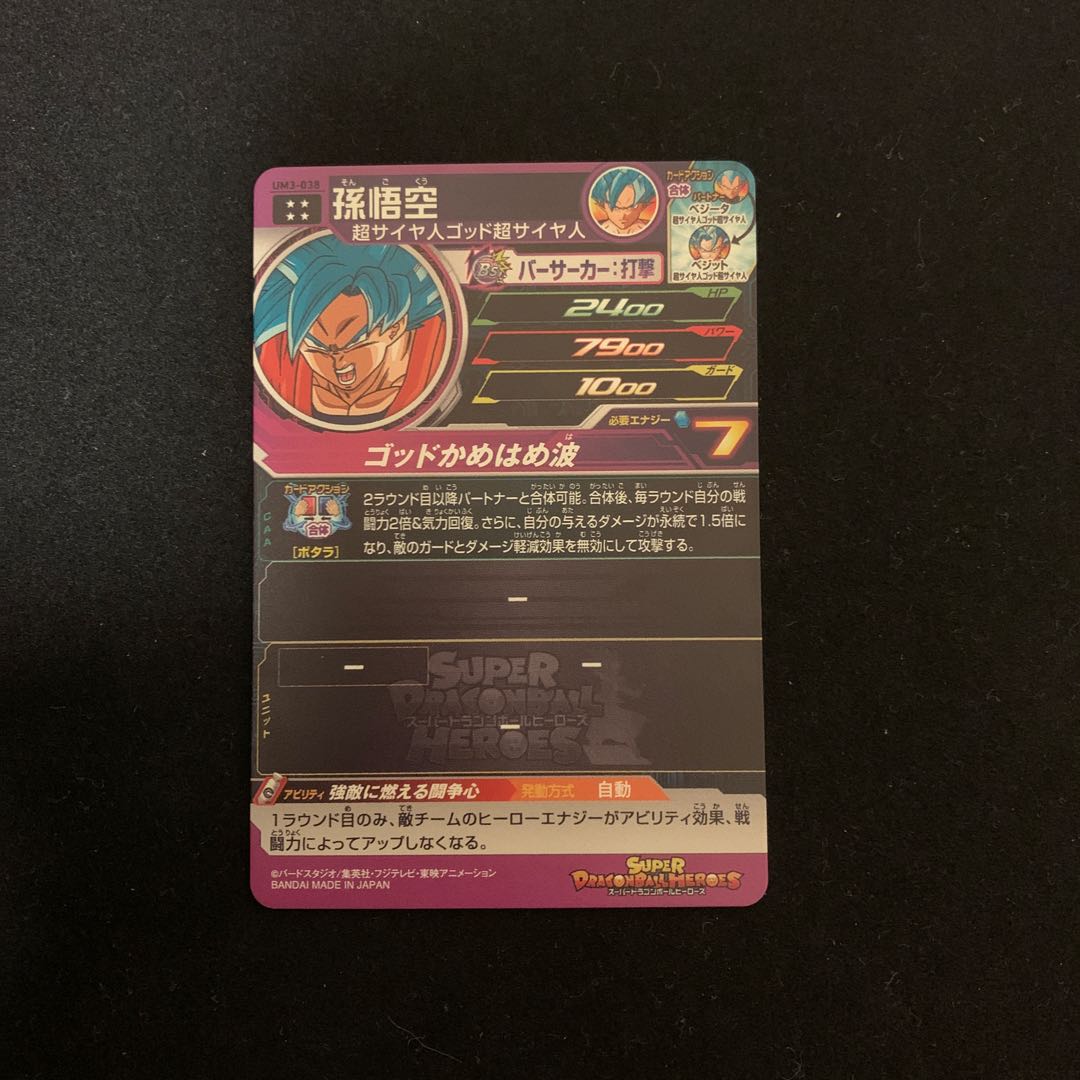 UM3-038
孫悟空
そんごくう
超サイヤ人ゴッド超サイヤ人
カードアクション
合体
パートナー
ベジータ
超サイヤ人ゴッド超サイヤ人
ベジット
超サイヤ人ゴッド超サイヤ人
BS
バーサーカー:打撃
HP
2400
パワー
7900
ガード
1000
必要エナジー 7
ゴッドかめはめ波
は
CAA
カードアクション
合体
[ポタラ]
2ラウンド目以降パートナーと合体可能。合体後、毎ラウンド自分の戦
闘力2倍&気力回復。さらに、自分の与えるダメージが永続で1.5倍に
なり、敵のガードとダメージ軽減効果を無効にして攻撃する。
ー
ー ー
ー
ユニット
SUPER
DRAGONBALL
スーパードラゴンボールヒーローズ
HEROES
アビリティ 強敵に燃える闘争心 発動方式 自動
1ラウンド目のみ、敵チームのヒーローエナジーがアビリティ効果、戦
闘力によってアップしなくなる。
©バードスタジオ/集英社・フジテレビ・東映アニメーション
BANDAI MADE IN JAPAN
SUPER
DRAGONBALL HEROES
スーパードラゴンボールヒーローズ